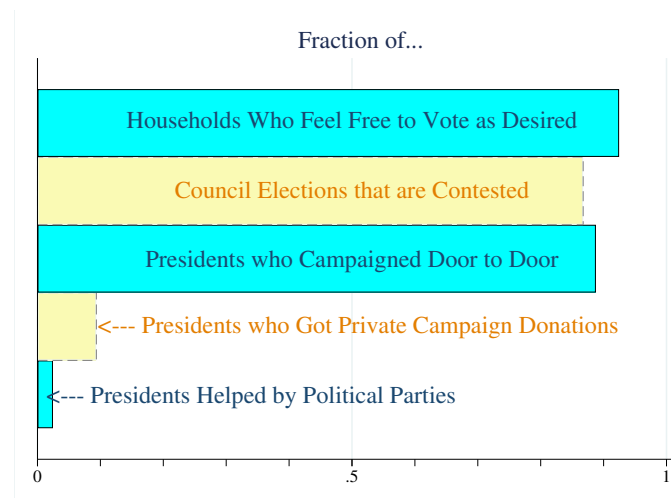 Fraction of...
Households Who Feel Free to Vote as Desired
Council Elections that are Contested
Presidents who Campaigned Door to Door
<--- Presidents who Got Private Campaign Donations
<--- Presidents Helped by Political Parties
0 .5 1